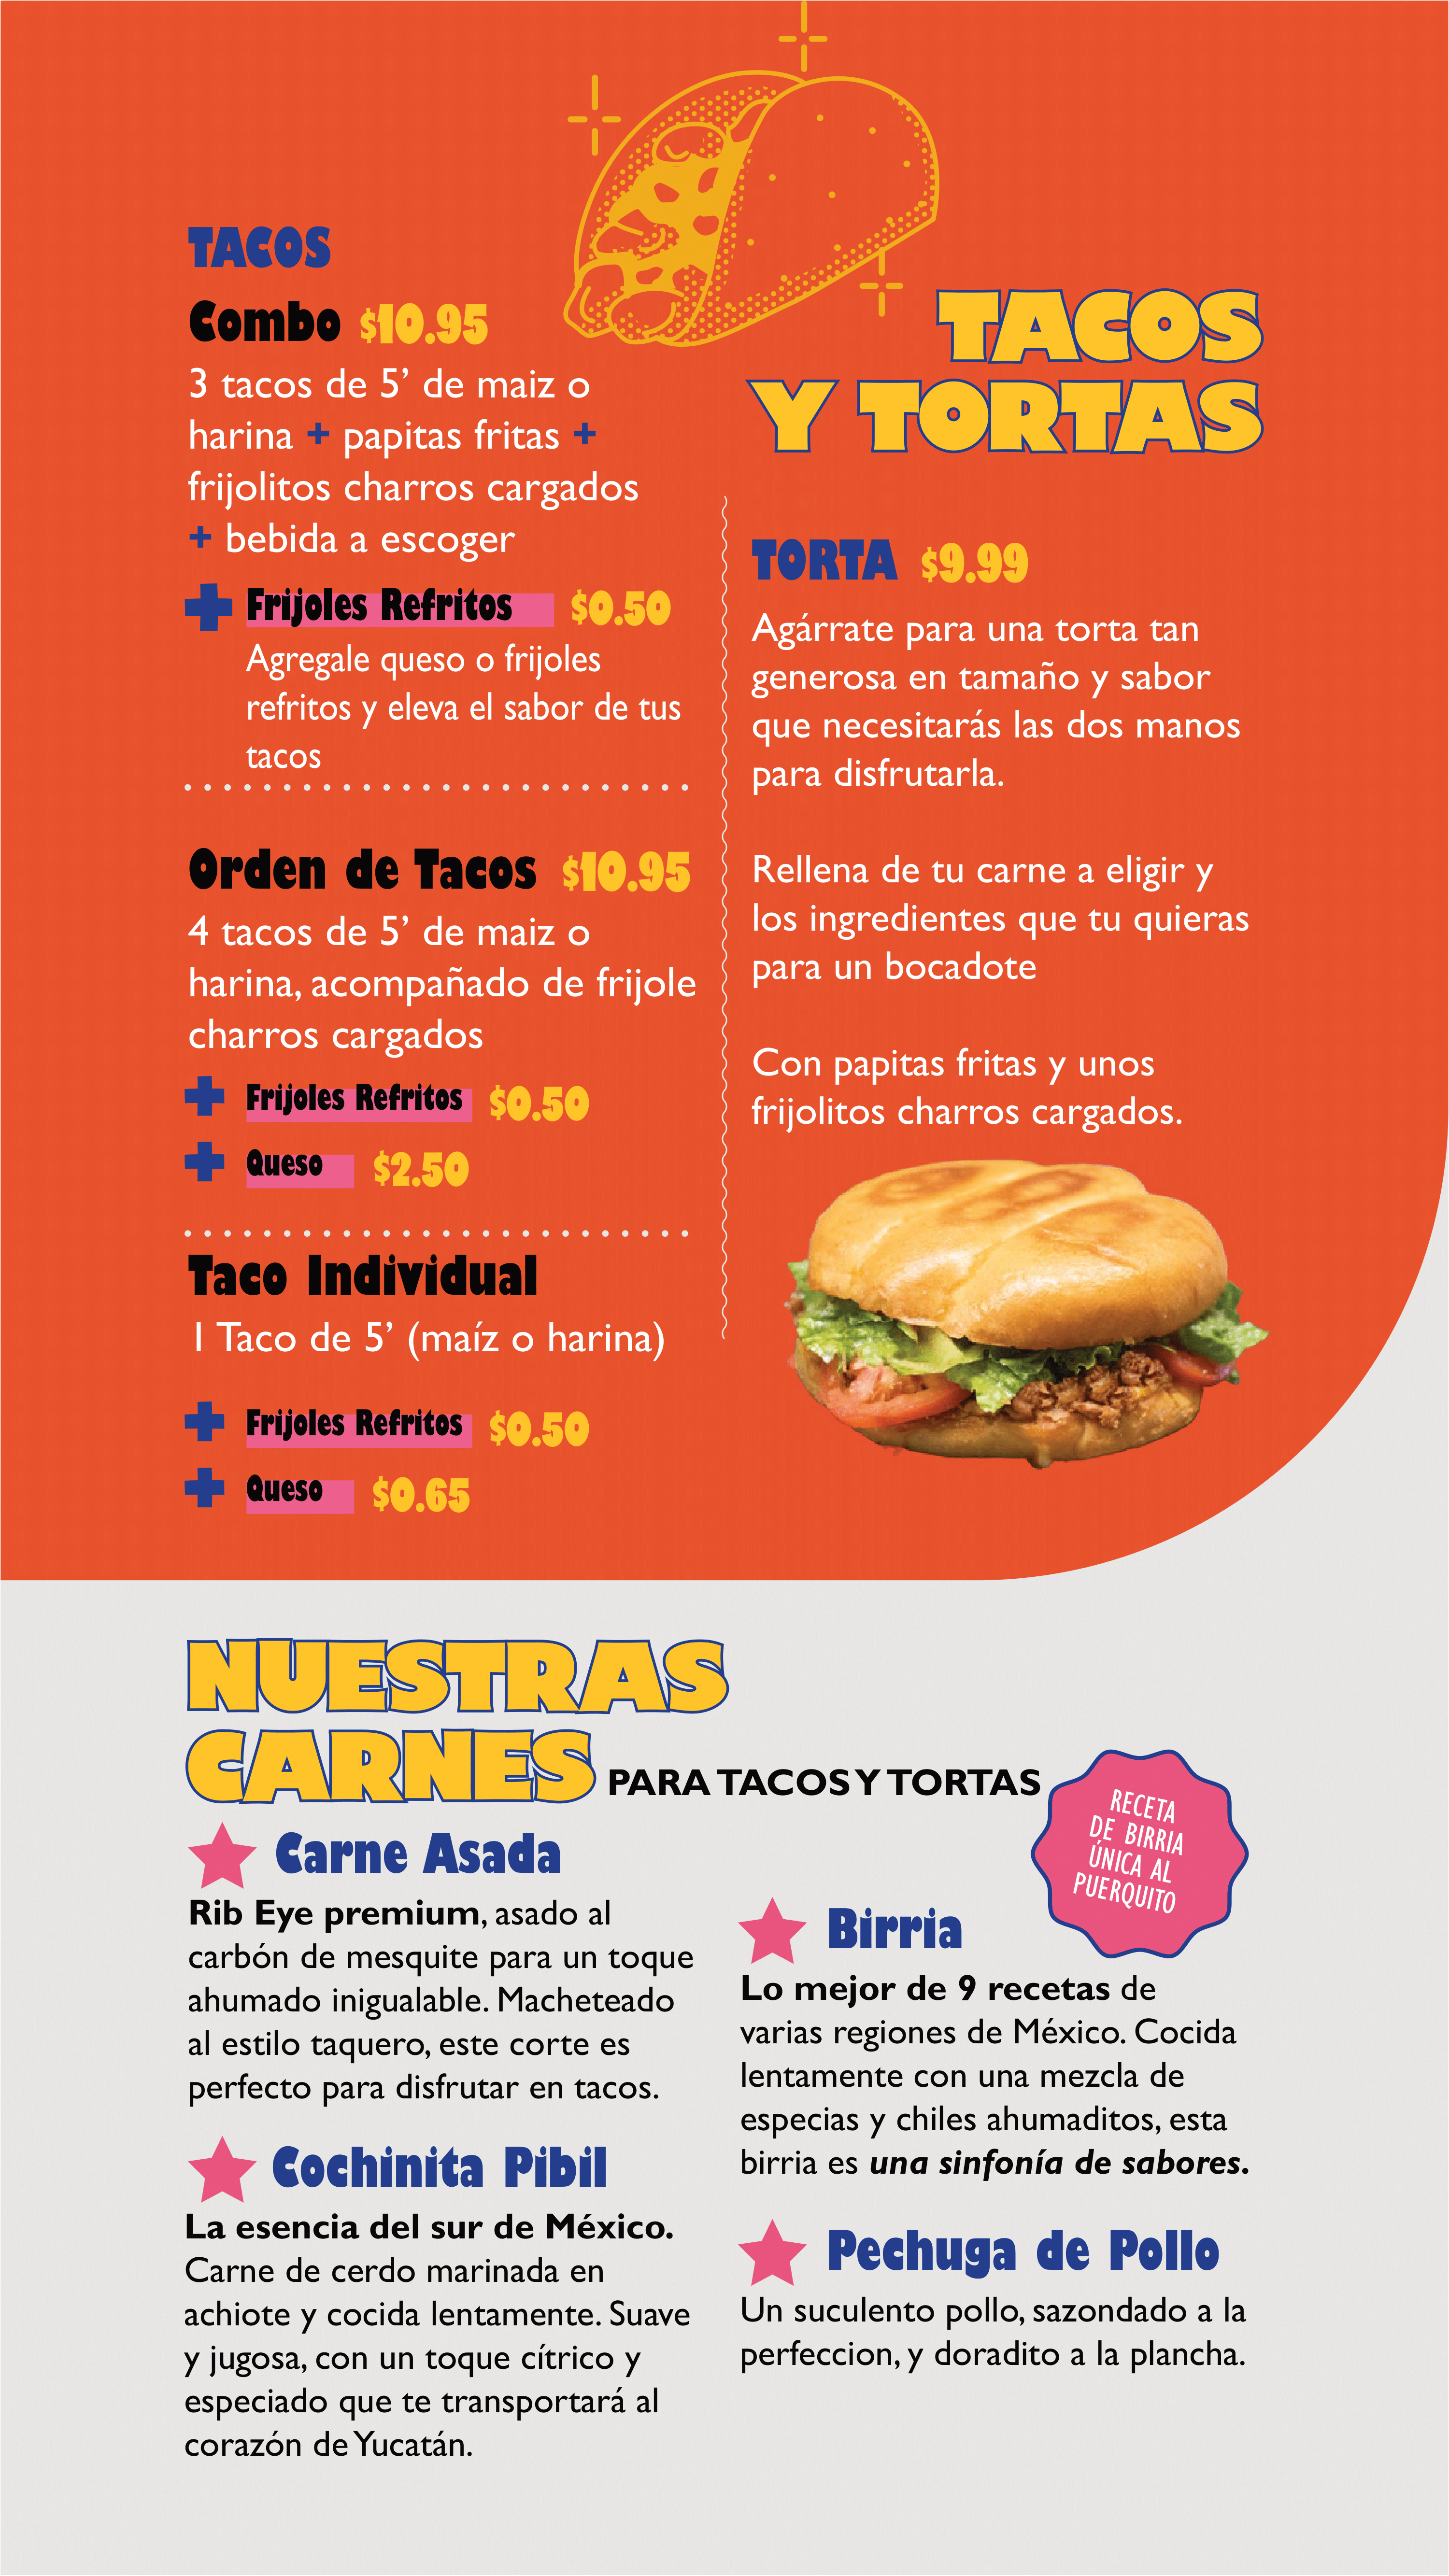 TACOS
Y TORTAS
TACOS
Combo $10.95
3 tacos de 5’ de maiz o
harina + papitas fritas +
frijolitos charros cargados
+ bebida a escoger
+ Frijoles Refritos $0.50
Agregale queso o frijoles
refritos y eleva el sabor de tus
tacos
Orden de Tacos $10.95
4 tacos de 5’ de maiz o
harina, acompañado de frijole
charros cargados
+ Frijoles Refritos $0.50
+ Queso $2.50
Taco Individual
1 Taco de 5’ (maíz o harina)
+ Frijoles Refritos $0.50
+ Queso $0.65
TORTA $9.99
Agárrate para una torta tan
generosa en tamaño y sabor
que necesitarás las dos manos
para disfrutarla.
Rellena de tu carne a eligir y
los ingredientes que tu quieras
para un bocadote
Con papitas fritas y unos
frijolitos charros cargados.
NUESTRAS
CARNES PARA TACOS Y TORTAS
Carne Asada
Rib Eye premium, asado al
carbón de mesquite para un toque
ahumado inigualable. Macheteado
al estilo taquero, este corte es
perfecto para disfrutar en tacos.
Cochinita Pibil
La esencia del sur de México.
Carne de cerdo marinada en
achiote y cocida lentamente. Suave
y jugosa, con un toque cítrico y
especiado que te transportará al
corazón de Yucatán.
RECETA
DE BIRRIA
ÚNICA AL
PUERQUITO
Birria
Lo mejor de 9 recetas de
varias regiones de México. Cocida
lentamente con una mezcla de
especias y chiles ahumaditos, esta
birria es una sinfonía de sabores.
Pechuga de Pollo
Un suculento pollo, sazondado a la
perfeccion, y doradito a la plancha.